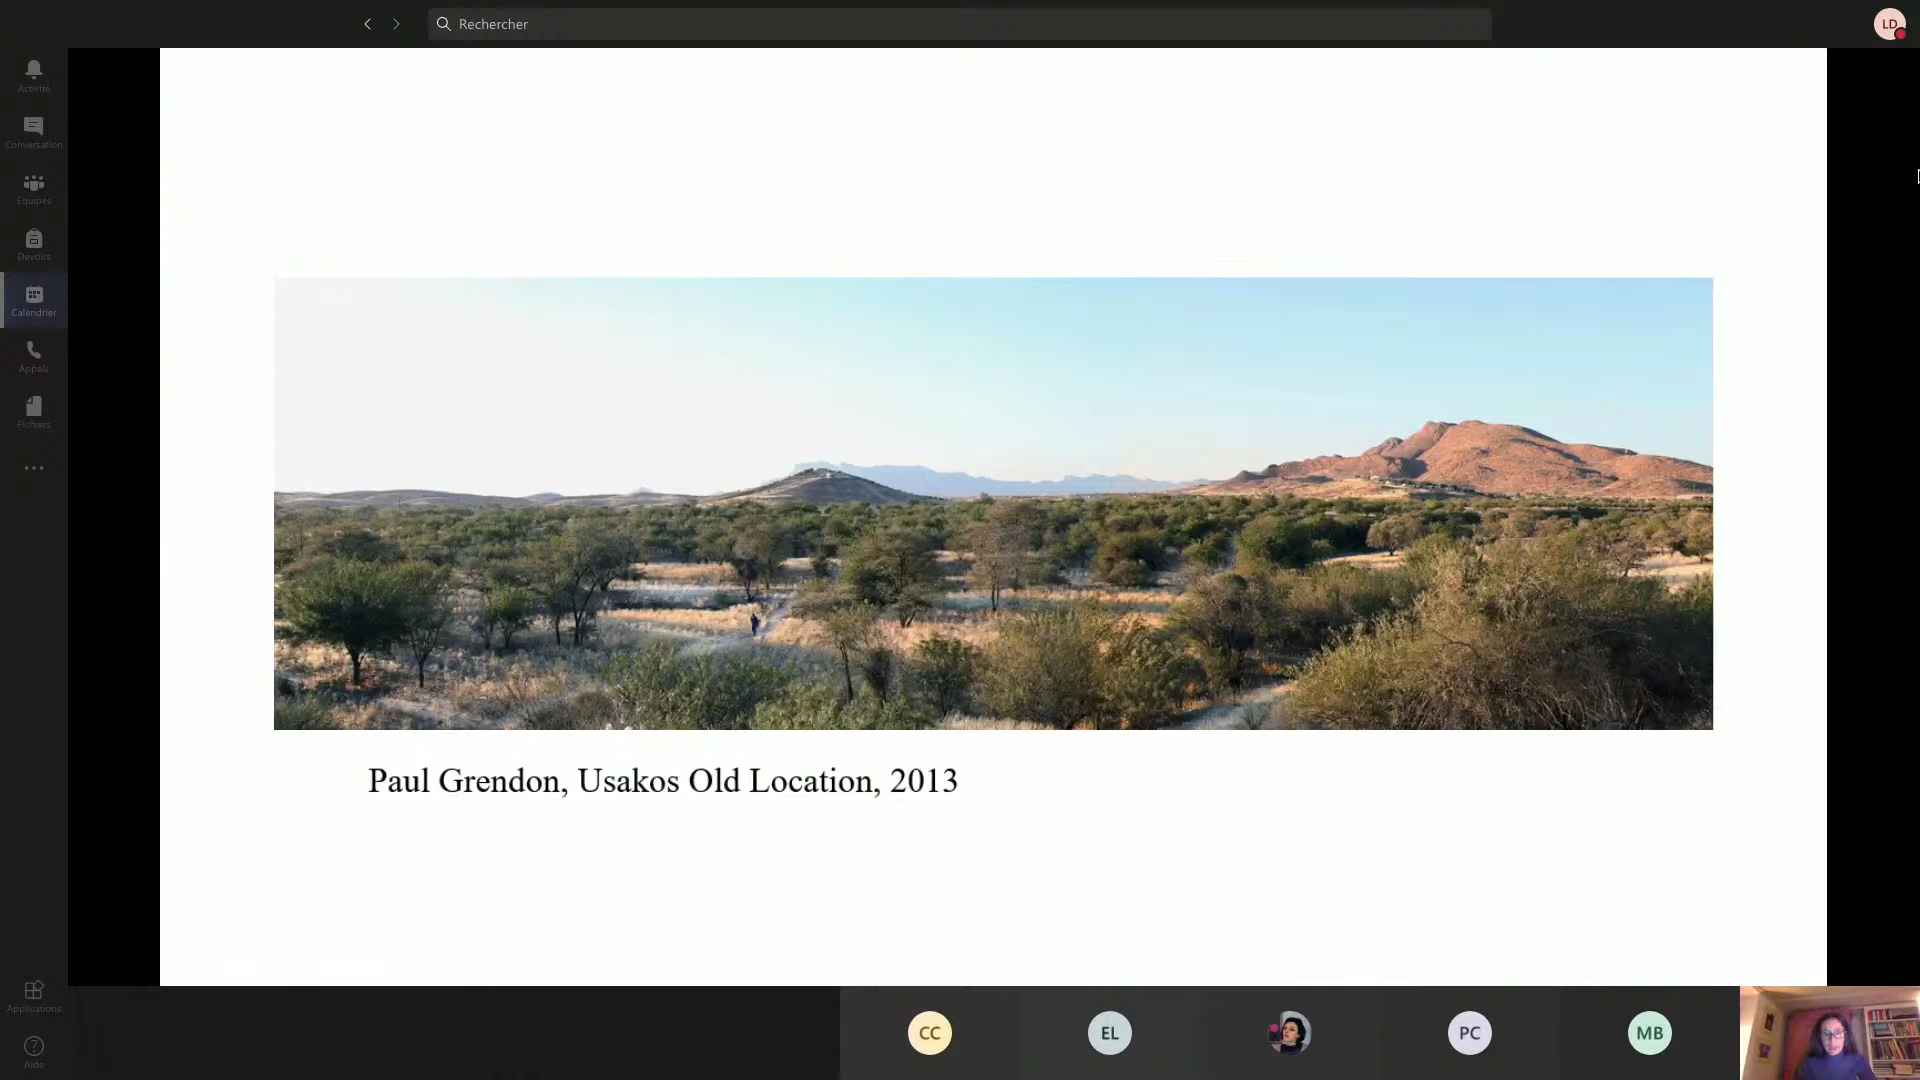 Rechercher
LD
Activité
Conversation
Équipes
Devoirs
Calendrier
Appels
Fichiers
Paul Grendon, Usakos Old Location, 2013
Applications
Aide
CC
EL
PC
MB